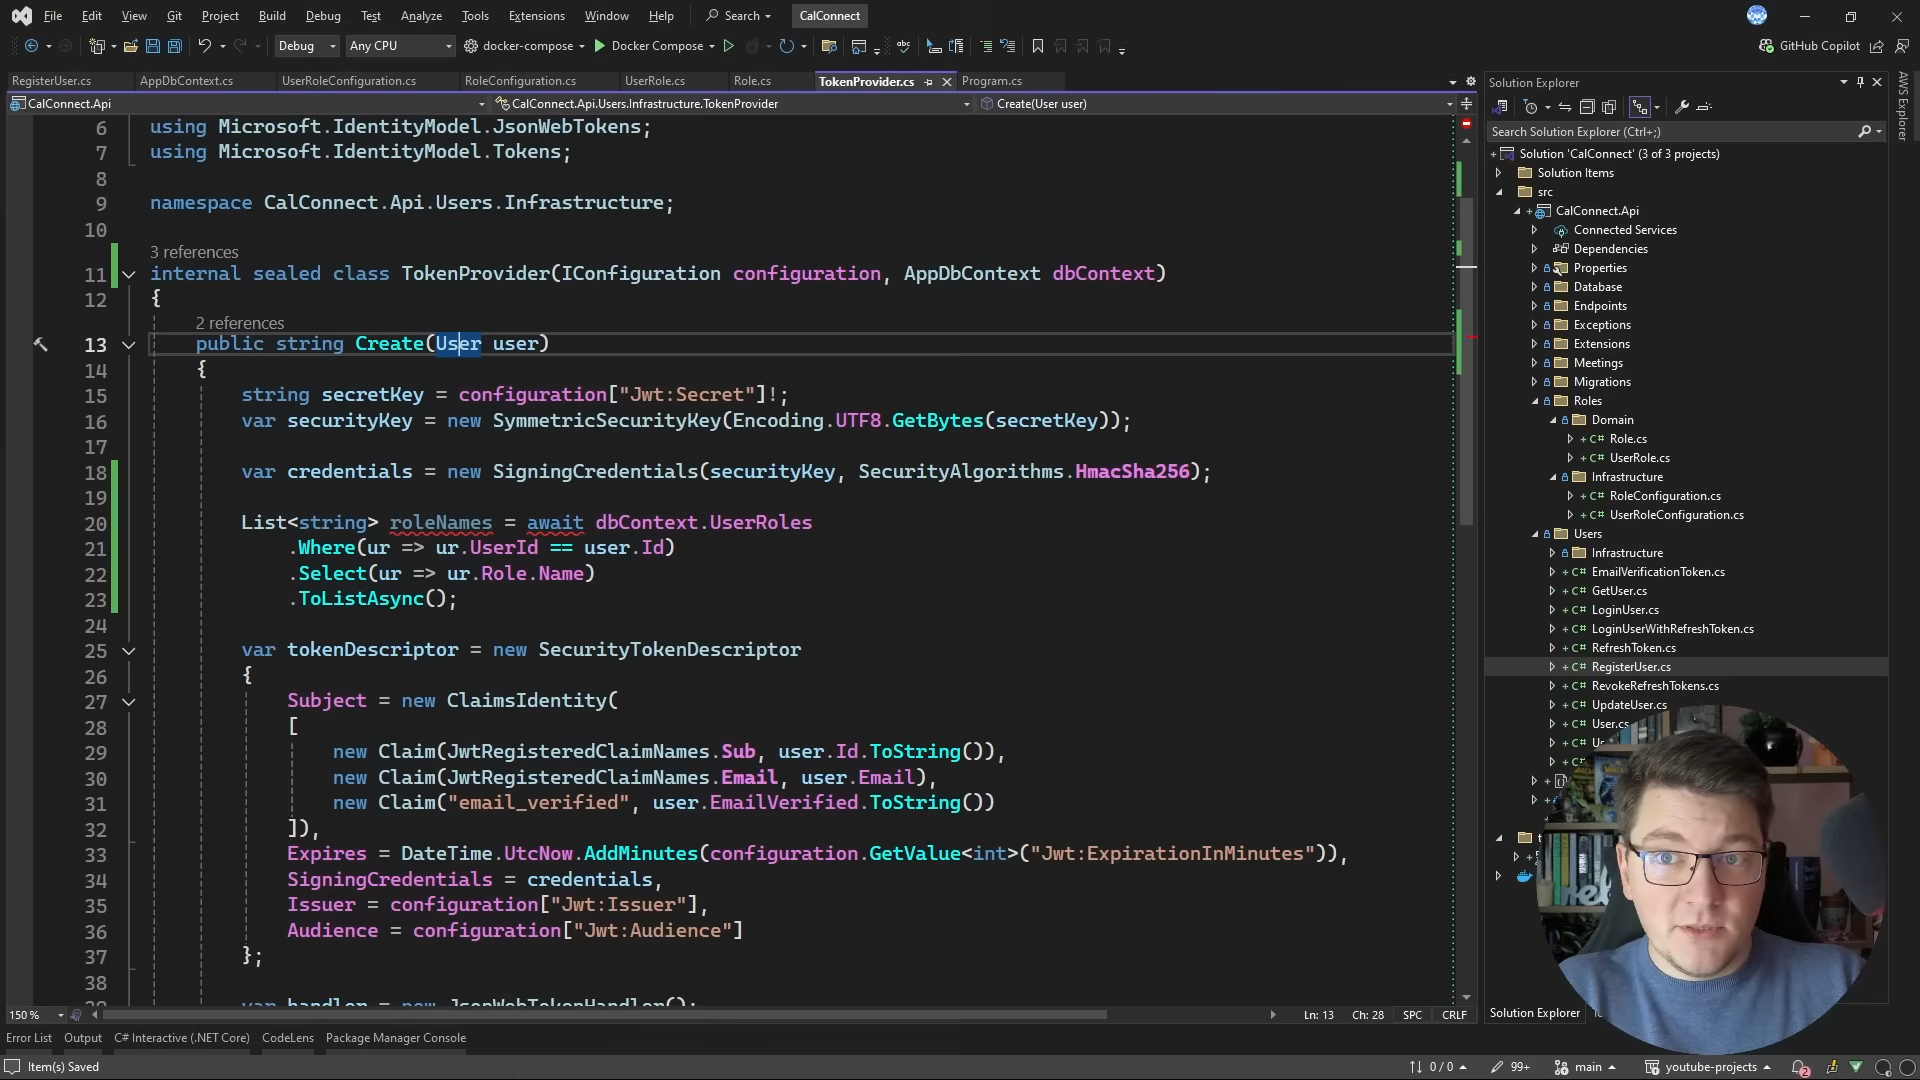 File Edit View Git Project Build Debug Test Analyze Tools Extensions Window Help Search CalConnect
Debug Any CPU docker-compose Docker Compose GitHub Copilot
RegisterUser.cs AppDbContext.cs UserRoleConfiguration.cs RoleConfiguration.cs UserRole.cs Role.cs TokenProvider.cs Program.cs
CalConnect.Api CalConnect.Api.Users.Infrastructure.TokenProvider Create(User user)
6 using Microsoft.IdentityModel.JsonWebTokens;
7 using Microsoft.IdentityModel.Tokens;
8
9 namespace CalConnect.Api.Users.Infrastructure;
10
3 references
11 internal sealed class TokenProvider(IConfiguration configuration, AppDbContext dbContext)
12 {
2 references
13 public string Create(User user)
14 {
15 string secretKey = configuration["Jwt:Secret"]!;
16 var securityKey = new SymmetricSecurityKey(Encoding.UTF8.GetBytes(secretKey));
17
18 var credentials = new SigningCredentials(securityKey, SecurityAlgorithms.HmacSha256);
19
20 List<string> roleNames = await dbContext.UserRoles
21 .Where(ur => ur.UserId == user.Id)
22 .Select(ur => ur.Role.Name)
23 .ToListAsync();
24
25 var tokenDescriptor = new SecurityTokenDescriptor
26 {
27 Subject = new ClaimsIdentity(
28 [
29 new Claim(JwtRegisteredClaimNames.Sub, user.Id.ToString()),
30 new Claim(JwtRegisteredClaimNames.Email, user.Email),
31 new Claim("email_verified", user.EmailVerified.ToString())
32 ]),
33 Expires = DateTime.UtcNow.AddMinutes(configuration.GetValue<int>("Jwt:ExpirationInMinutes")),
34 SigningCredentials = credentials,
35 Issuer = configuration["Jwt:Issuer"],
36 Audience = configuration["Jwt:Audience"]
37 };
38
var handler = new JsonWebTokenHandler();
150 % Ln: 13 Ch: 28 SPC CRLF
Error List Output C# Interactive (.NET Core) CodeLens Package Manager Console
Item(s) Saved 0 / 0 99+ main youtube-projects 2
Solution Explorer
Search Solution Explorer (Ctrl+;)
Solution 'CalConnect' (3 of 3 projects)
Solution Items
src
CalConnect.Api
Connected Services
Dependencies
Properties
Database
Endpoints
Exceptions
Extensions
Meetings
Migrations
Roles
Domain
C# Role.cs
C# UserRole.cs
Infrastructure
C# RoleConfiguration.cs
C# UserRoleConfiguration.cs
Users
Infrastructure
C# EmailVerificationToken.cs
C# GetUser.cs
C# LoginUser.cs
C# LoginUserWithRefreshToken.cs
C# RefreshToken.cs
C# RegisterUser.cs
C# RevokeRefreshTokens.cs
C# UpdateUser.cs
C# User.cs
C#
C#
Solution Explorer
AWS Explorer